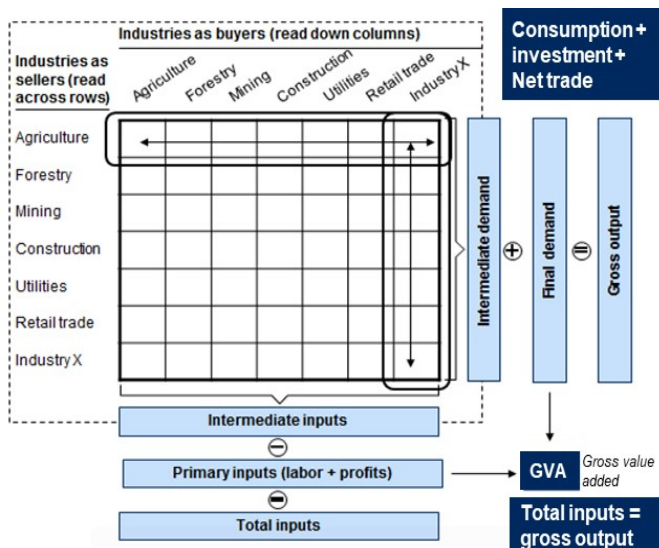 Industries as buyers (read down columns)
Industries as
sellers (read
across rows)
Agriculture
Forestry
Mining
Construction
Utilities
Retail trade
Industry X
Agriculture
Forestry
Mining
Construction
Utilities
Retail trade
Industry X
Intermediate demand
+
Final demand
=
Gross output
Consumption+
investment+
Net trade
Intermediate inputs
−
Primary inputs (labor + profits)
Total inputs
GVA
Gross value
added
Total inputs =
gross output